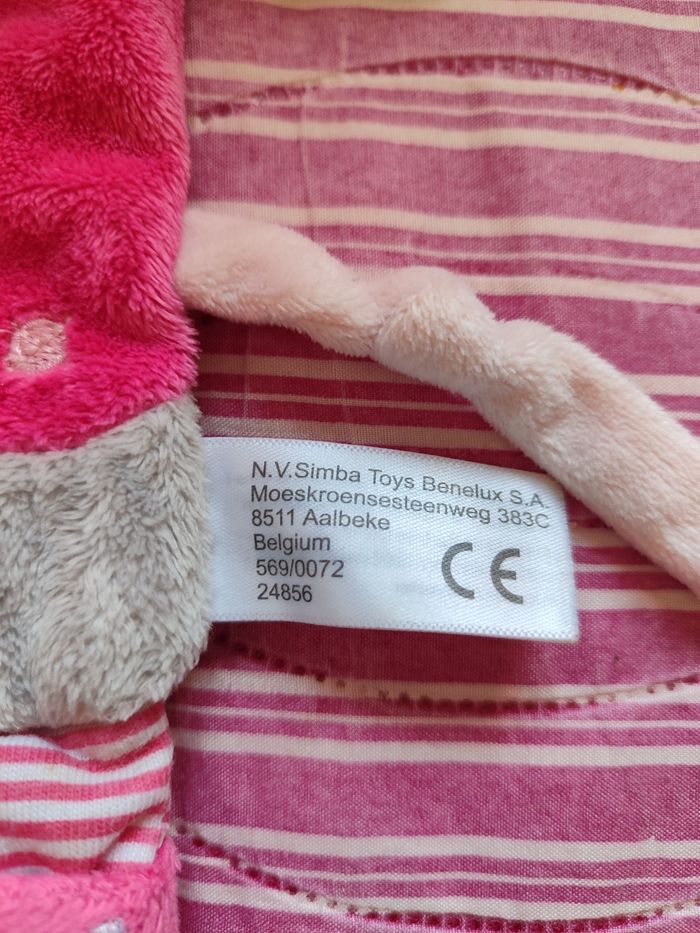 N.V.Simba Toys Benelux S.A.
Moeskroensesteenweg 383C
8511 Aalbeke
Belgium
569/0072
24856
CE